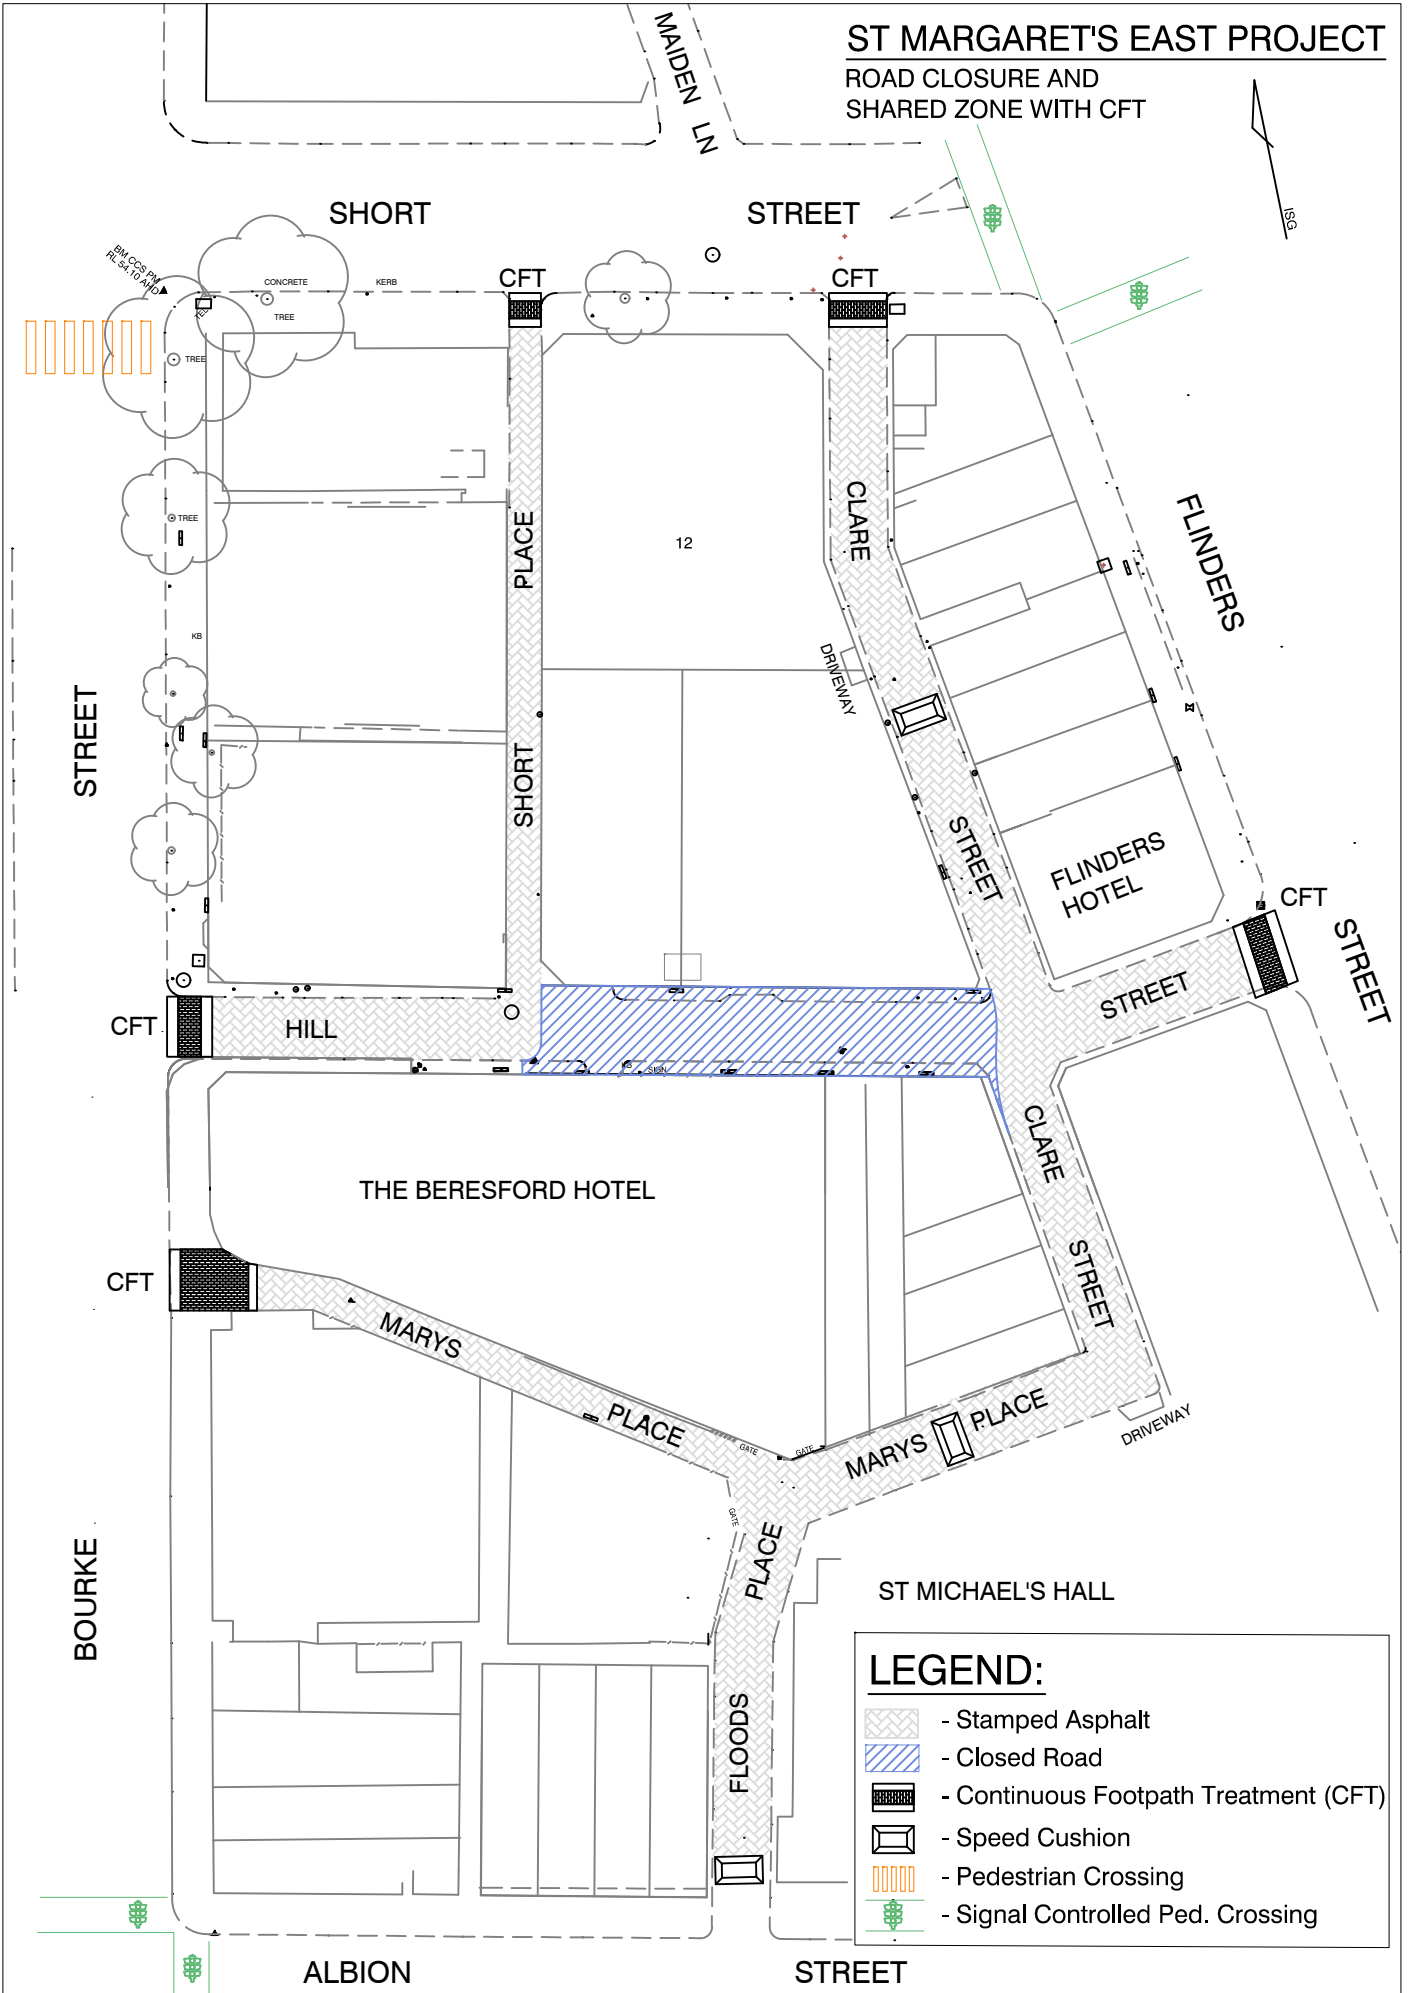 ST MARGARET'S EAST PROJECT
ROAD CLOSURE AND
SHARED ZONE WITH CFT
MAIDEN LN
ISG
SHORT STREET
BM CCS PM
RL 54.10 AHD
CONCRETE KERB
TREE
TEL
TREE
CFT
CFT
TREE
KB
PLACE
SHORT
12
CLARE
STREET
DRIVEWAY
FLINDERS
STREET
FLINDERS
HOTEL
CFT
STREET
STREET
CFT
HILL
SIGN
THE BERESFORD HOTEL
CLARE
STREET
CFT
MARYS
PLACE
GATE
GATE
GATE
MARYS
PLACE
DRIVEWAY
PLACE
FLOODS
BOURKE
ST MICHAEL'S HALL
LEGEND:
- Stamped Asphalt
- Closed Road
- Continuous Footpath Treatment (CFT)
- Speed Cushion
- Pedestrian Crossing
- Signal Controlled Ped. Crossing
ALBION STREET